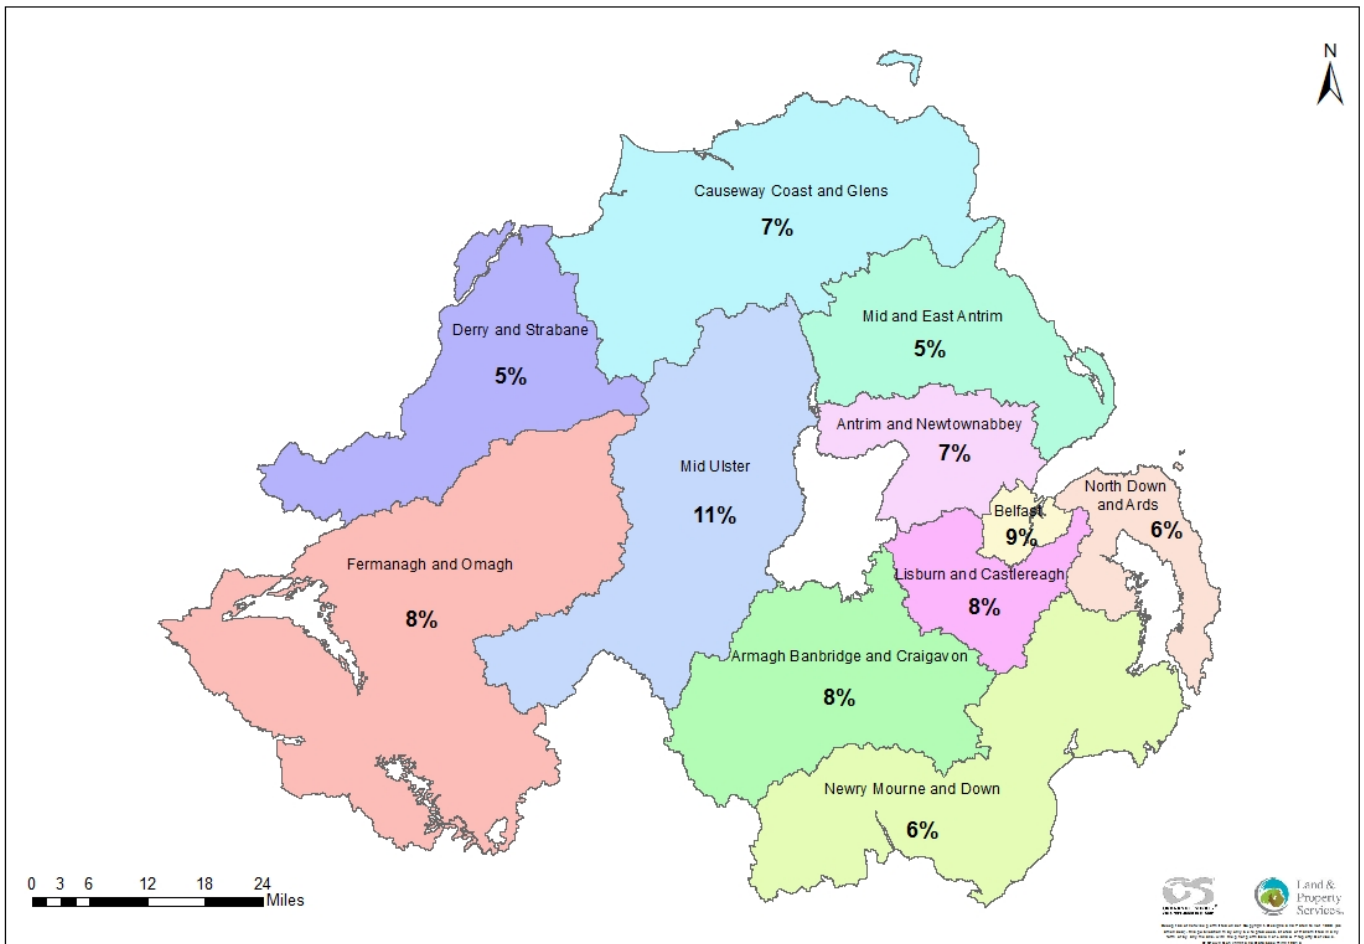 N
Causeway Coast and Glens
7%
Derry and Strabane
5%
Mid and East Antrim
5%
Antrim and Newtownabbey
7%
Mid Ulster
11%
North Down
and Ards
6%
Belfast
9%
Fermanagh and Omagh
8%
Lisburn and Castlereagh
8%
Armagh Banbridge and Craigavon
8%
Newry Mourne and Down
6%
0 3 6 12 18 24
Miles
Land &
Property
Services